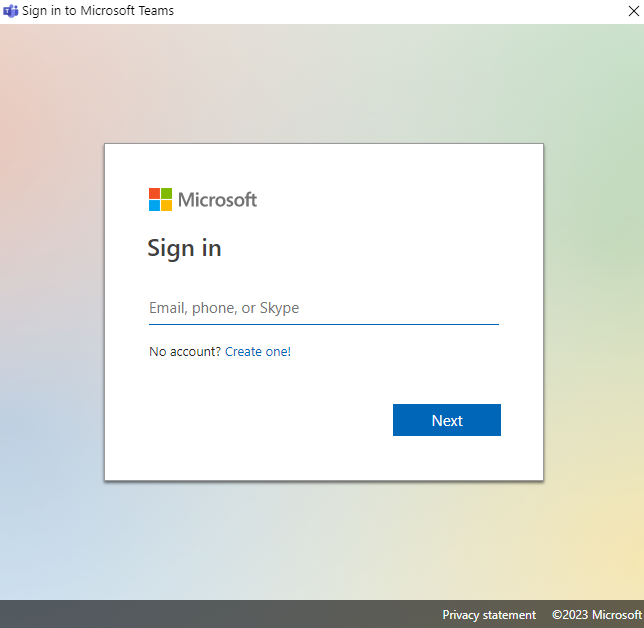 Sign in to Microsoft Teams
Microsoft
Sign in
Email, phone, or Skype
No account? Create one!
Next
Privacy statement ©2023 Microsoft